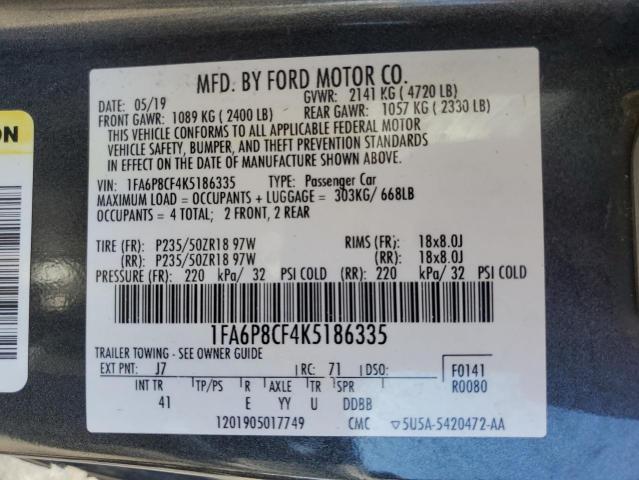 ON
MFD. BY FORD MOTOR CO.
DATE: 05/19 GVWR: 2141 KG ( 4720 LB)
FRONT GAWR: 1089 KG ( 2400 LB) REAR GAWR: 1057 KG ( 2330 LB)
THIS VEHICLE CONFORMS TO ALL APPLICABLE FEDERAL MOTOR
VEHICLE SAFETY, BUMPER, AND THEFT PREVENTION STANDARDS
IN EFFECT ON THE DATE OF MANUFACTURE SHOWN ABOVE.
VIN: 1FA6P8CF4K5186335 TYPE: Passenger Car
MAXIMUM LOAD = OCCUPANTS + LUGGAGE = 303KG/ 668LB
OCCUPANTS = 4 TOTAL; 2 FRONT, 2 REAR
TIRE (FR): P235/50ZR18 97W RIMS (FR): 18x8.0J
(RR): P235/50ZR18 97W (RR): 18x8.0J
PRESSURE (FR): 220 kPa/ 32 PSI COLD (RR): 220 kPa/ 32 PSI COLD
1FA6P8CF4K5186335
TRAILER TOWING - SEE OWNER GUIDE
EXT PNT: J7 RC: 71 DSO: F0141
INT TR TP/PS R AXLE TR SPR R0080
41 E YY U DDBB
1201905017749 CMC ▽5U5A-5420472-AA